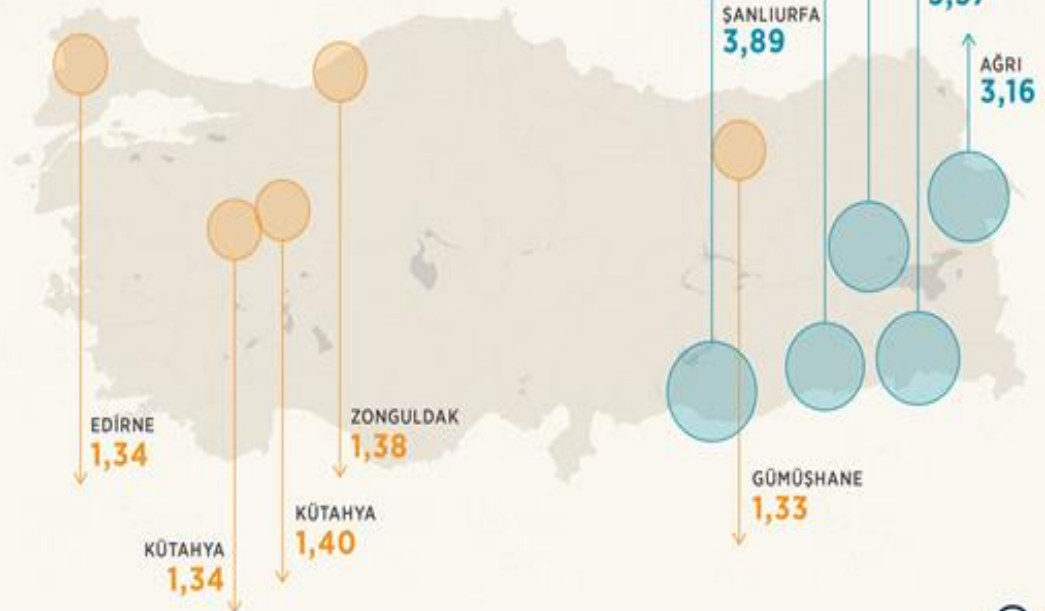 ŞANLIURFA
3,89
AĞRI
3,16
EDİRNE
1,34
ZONGULDAK
1,38
KÜTAHYA
1,40
KÜTAHYA
1,34
GÜMÜŞHANE
1,33